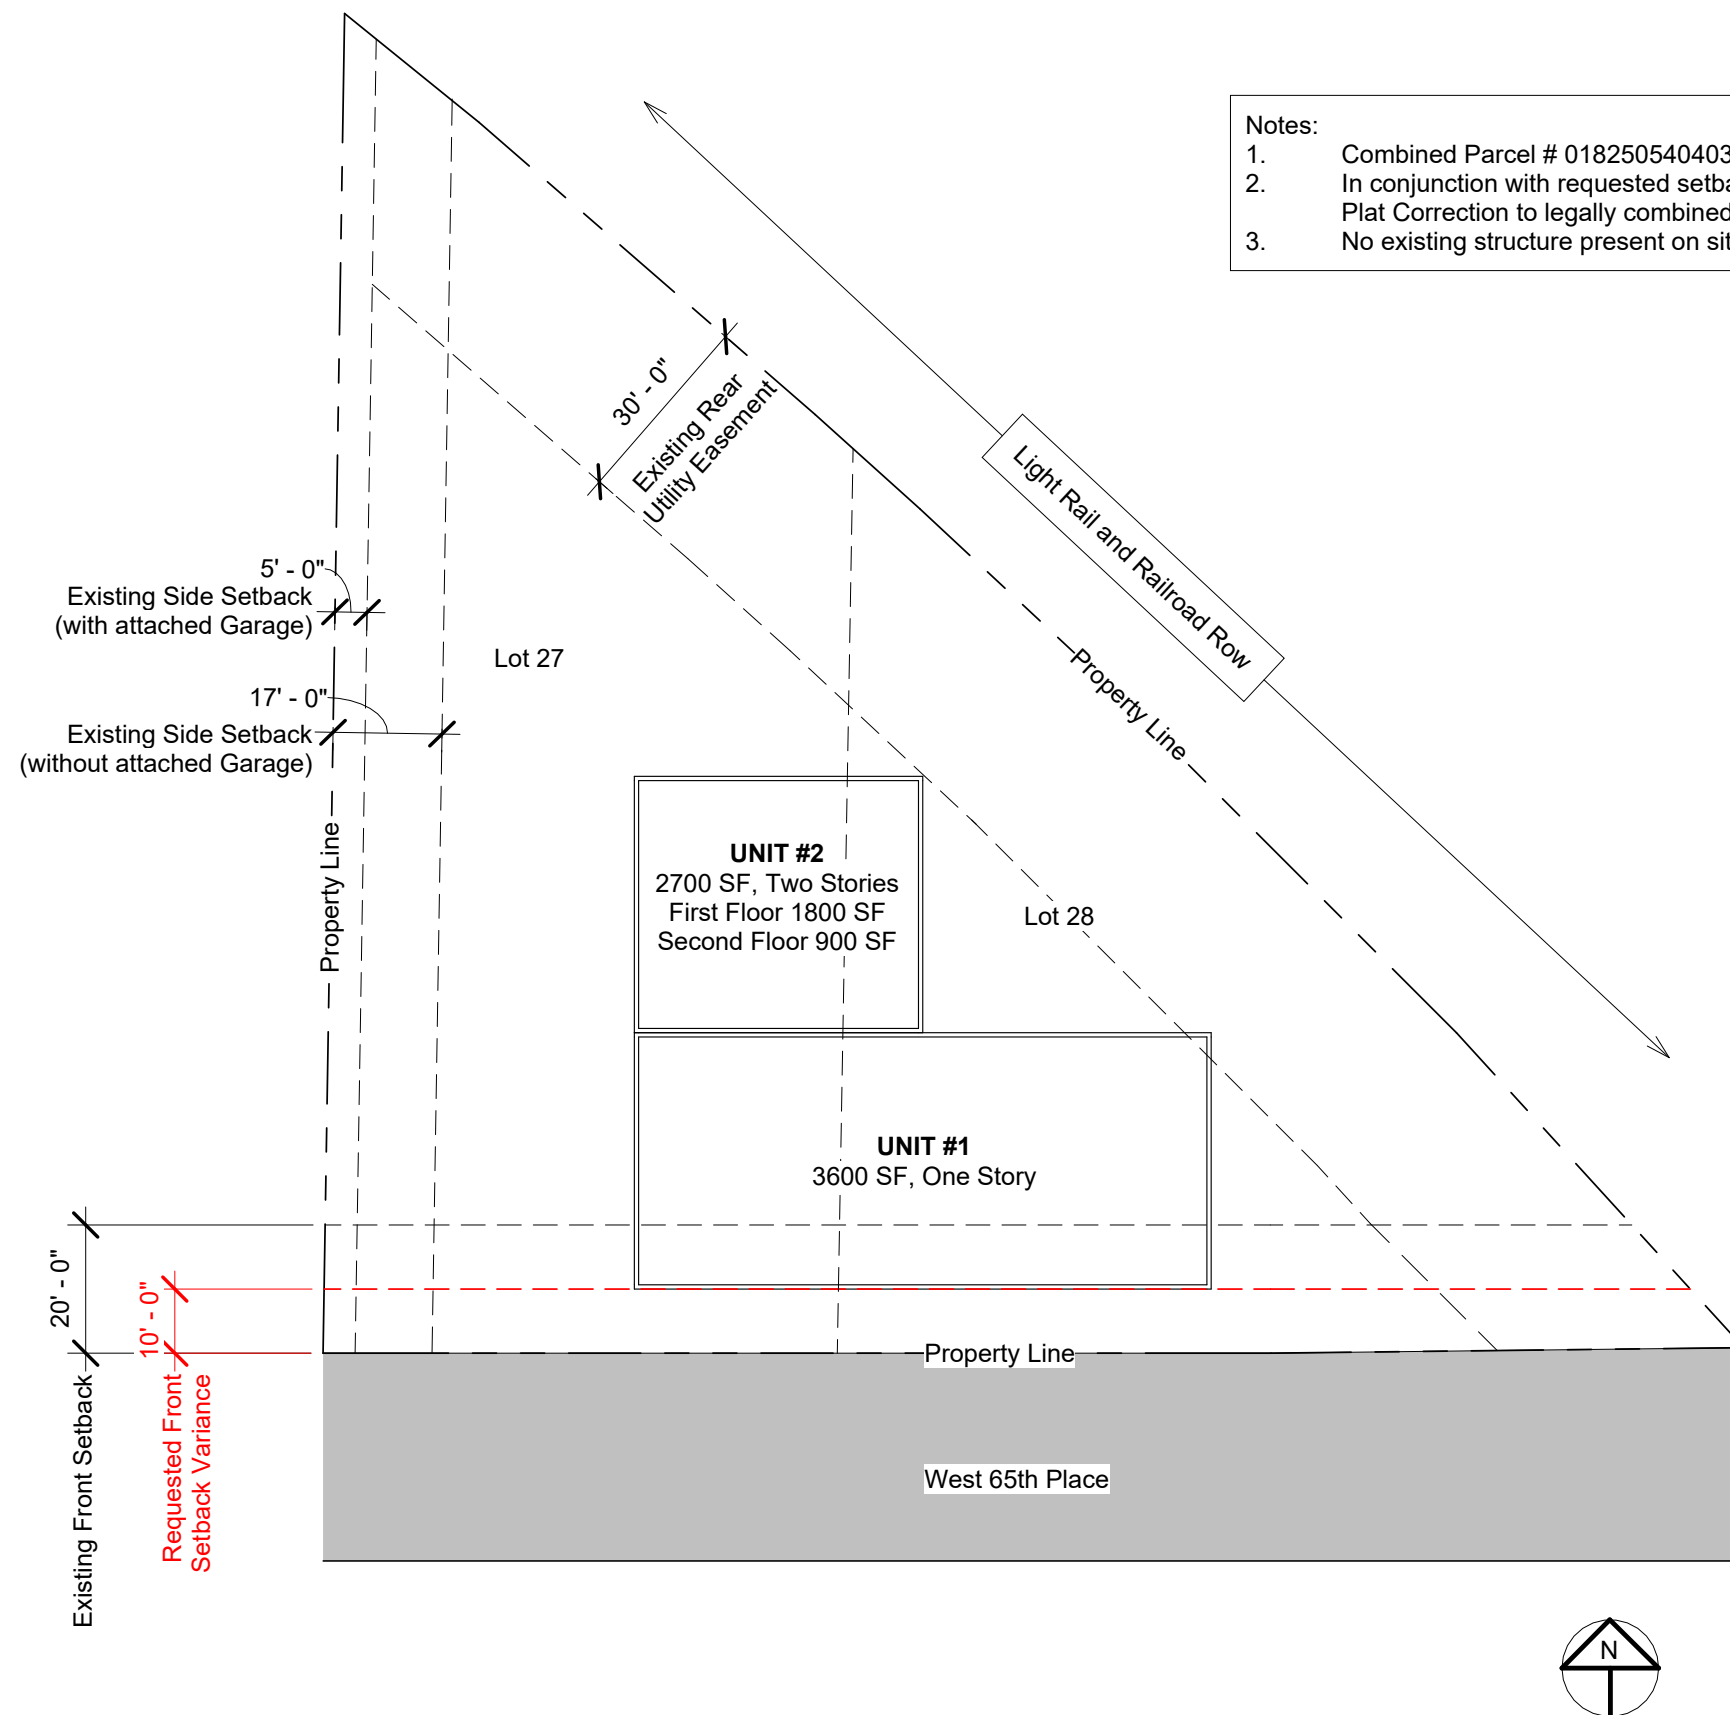 Notes:
1. Combined Parcel # 018250540403
2. In conjunction with requested
Plat Correction to legally combined
3. No existing structure present on
30' - 0"
Existing Rear
Utility Easement
Light Rail and Railroad Row
5' - 0"
Existing Side Setback
(with attached Garage)
Lot 27
17' - 0"
Existing Side Setback
(without attached Garage)
Property Line
Property Line
UNIT #2
2700 SF, Two Stories
First Floor 1800 SF
Second Floor 900 SF
Lot 28
UNIT #1
3600 SF, One Story
20' - 0"
10' - 0"
Existing Front Setback
Requested Front
Setback Variance
Property Line
West 65th Place
N